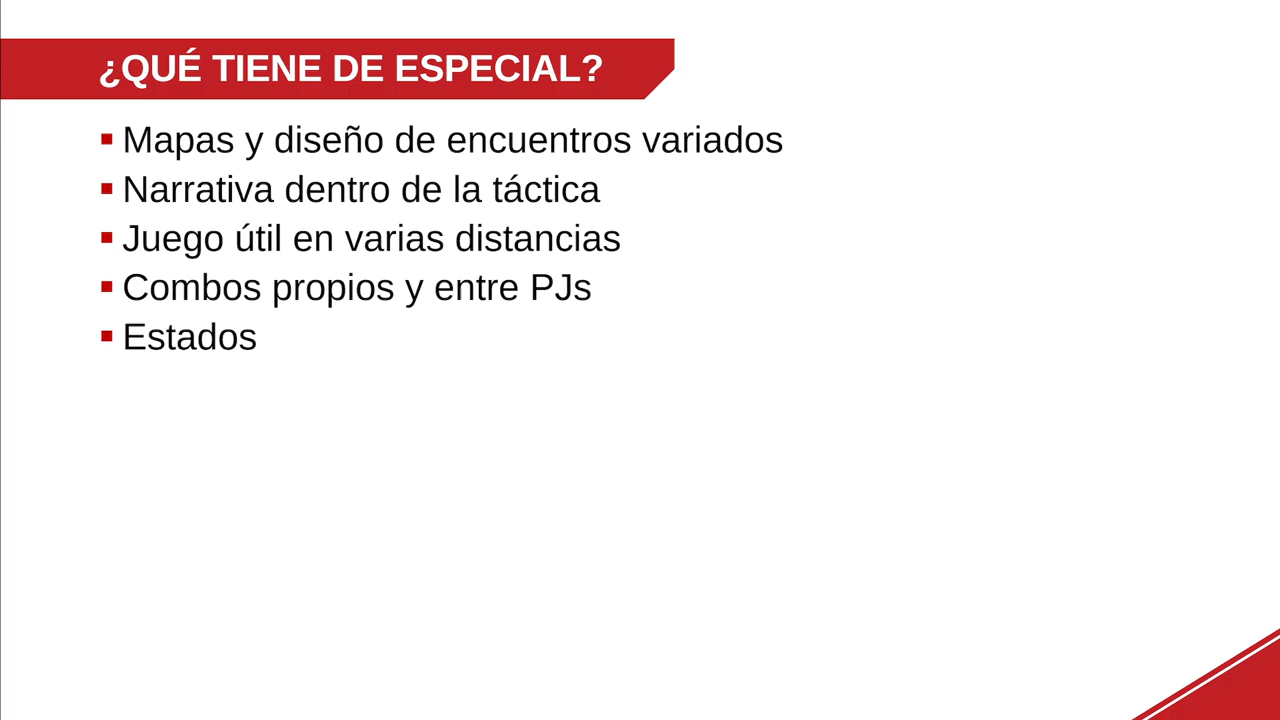 ¿QUÉ TIENE DE ESPECIAL?
Mapas y diseño de encuentros variados
Narrativa dentro de la táctica
Juego útil en varias distancias
Combos propios y entre PJs
Estados